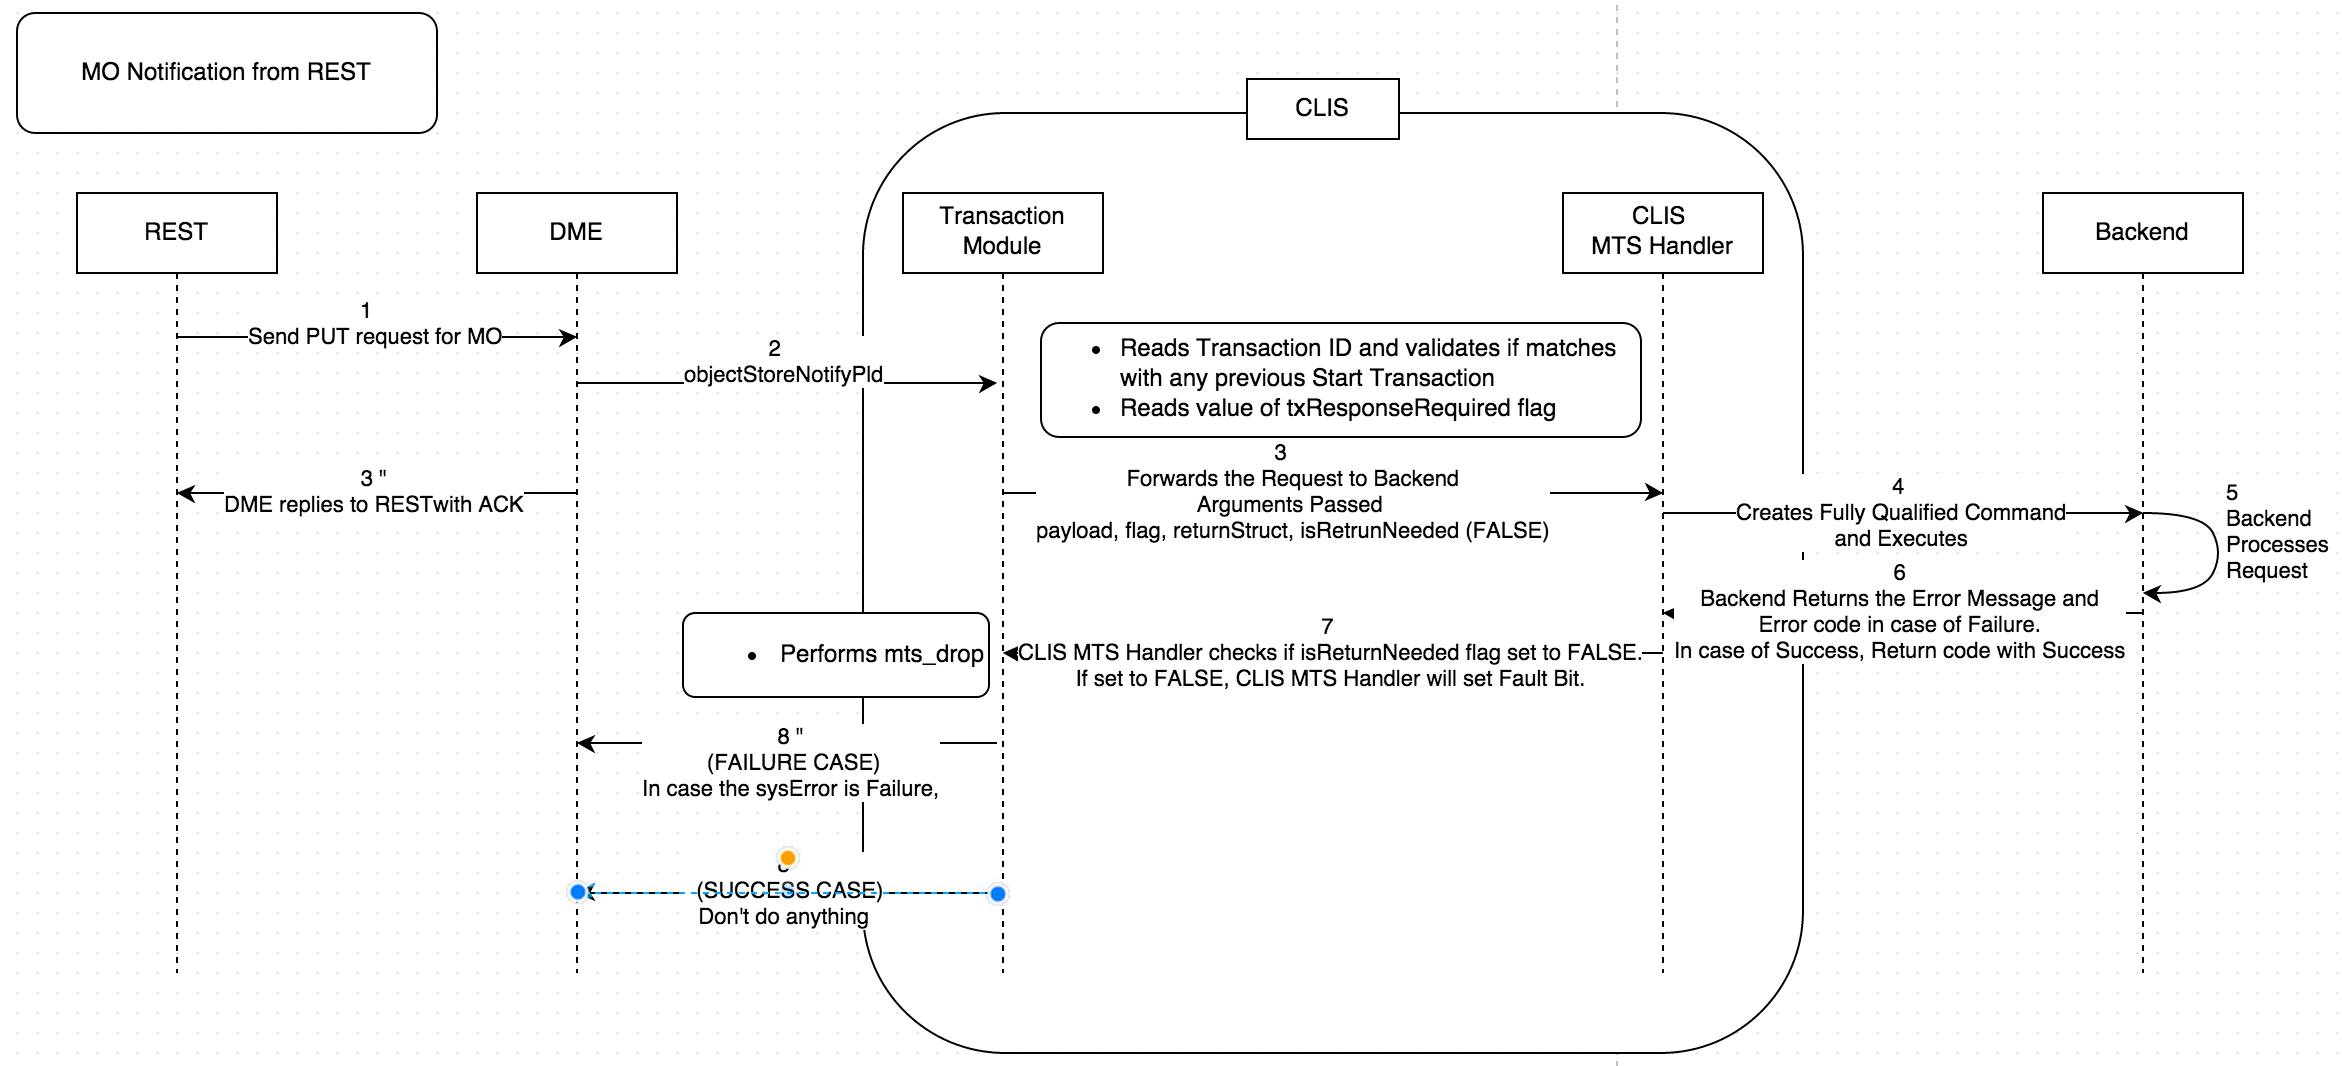 MO Notification from REST
CLIS
REST
DME
Transaction
Module
CLIS
MTS Handler
Backend
1
Send PUT request for MO
2
objectStoreNotifyPld
• Reads Transaction ID and validates if matches
with any previous Start Transaction
• Reads value of txResponseRequired flag
3 "
DME replies to RESTwith ACK
3
Forwards the Request to Backend
Arguments Passed
payload, flag, returnStruct, isRetrunNeeded (FALSE)
4
Creates Fully Qualified Command
and Executes
5
Backend
Processes
Request
6
Backend Returns the Error Message and
Error code in case of Failure.
In case of Success, Return code with Success
7
CLIS MTS Handler checks if isReturnNeeded flag set to FALSE.
If set to FALSE, CLIS MTS Handler will set Fault Bit.
• Performs mts_drop
8 "
(FAILURE CASE)
In case the sysError is Failure,
(SUCCESS CASE)
Don't do anything